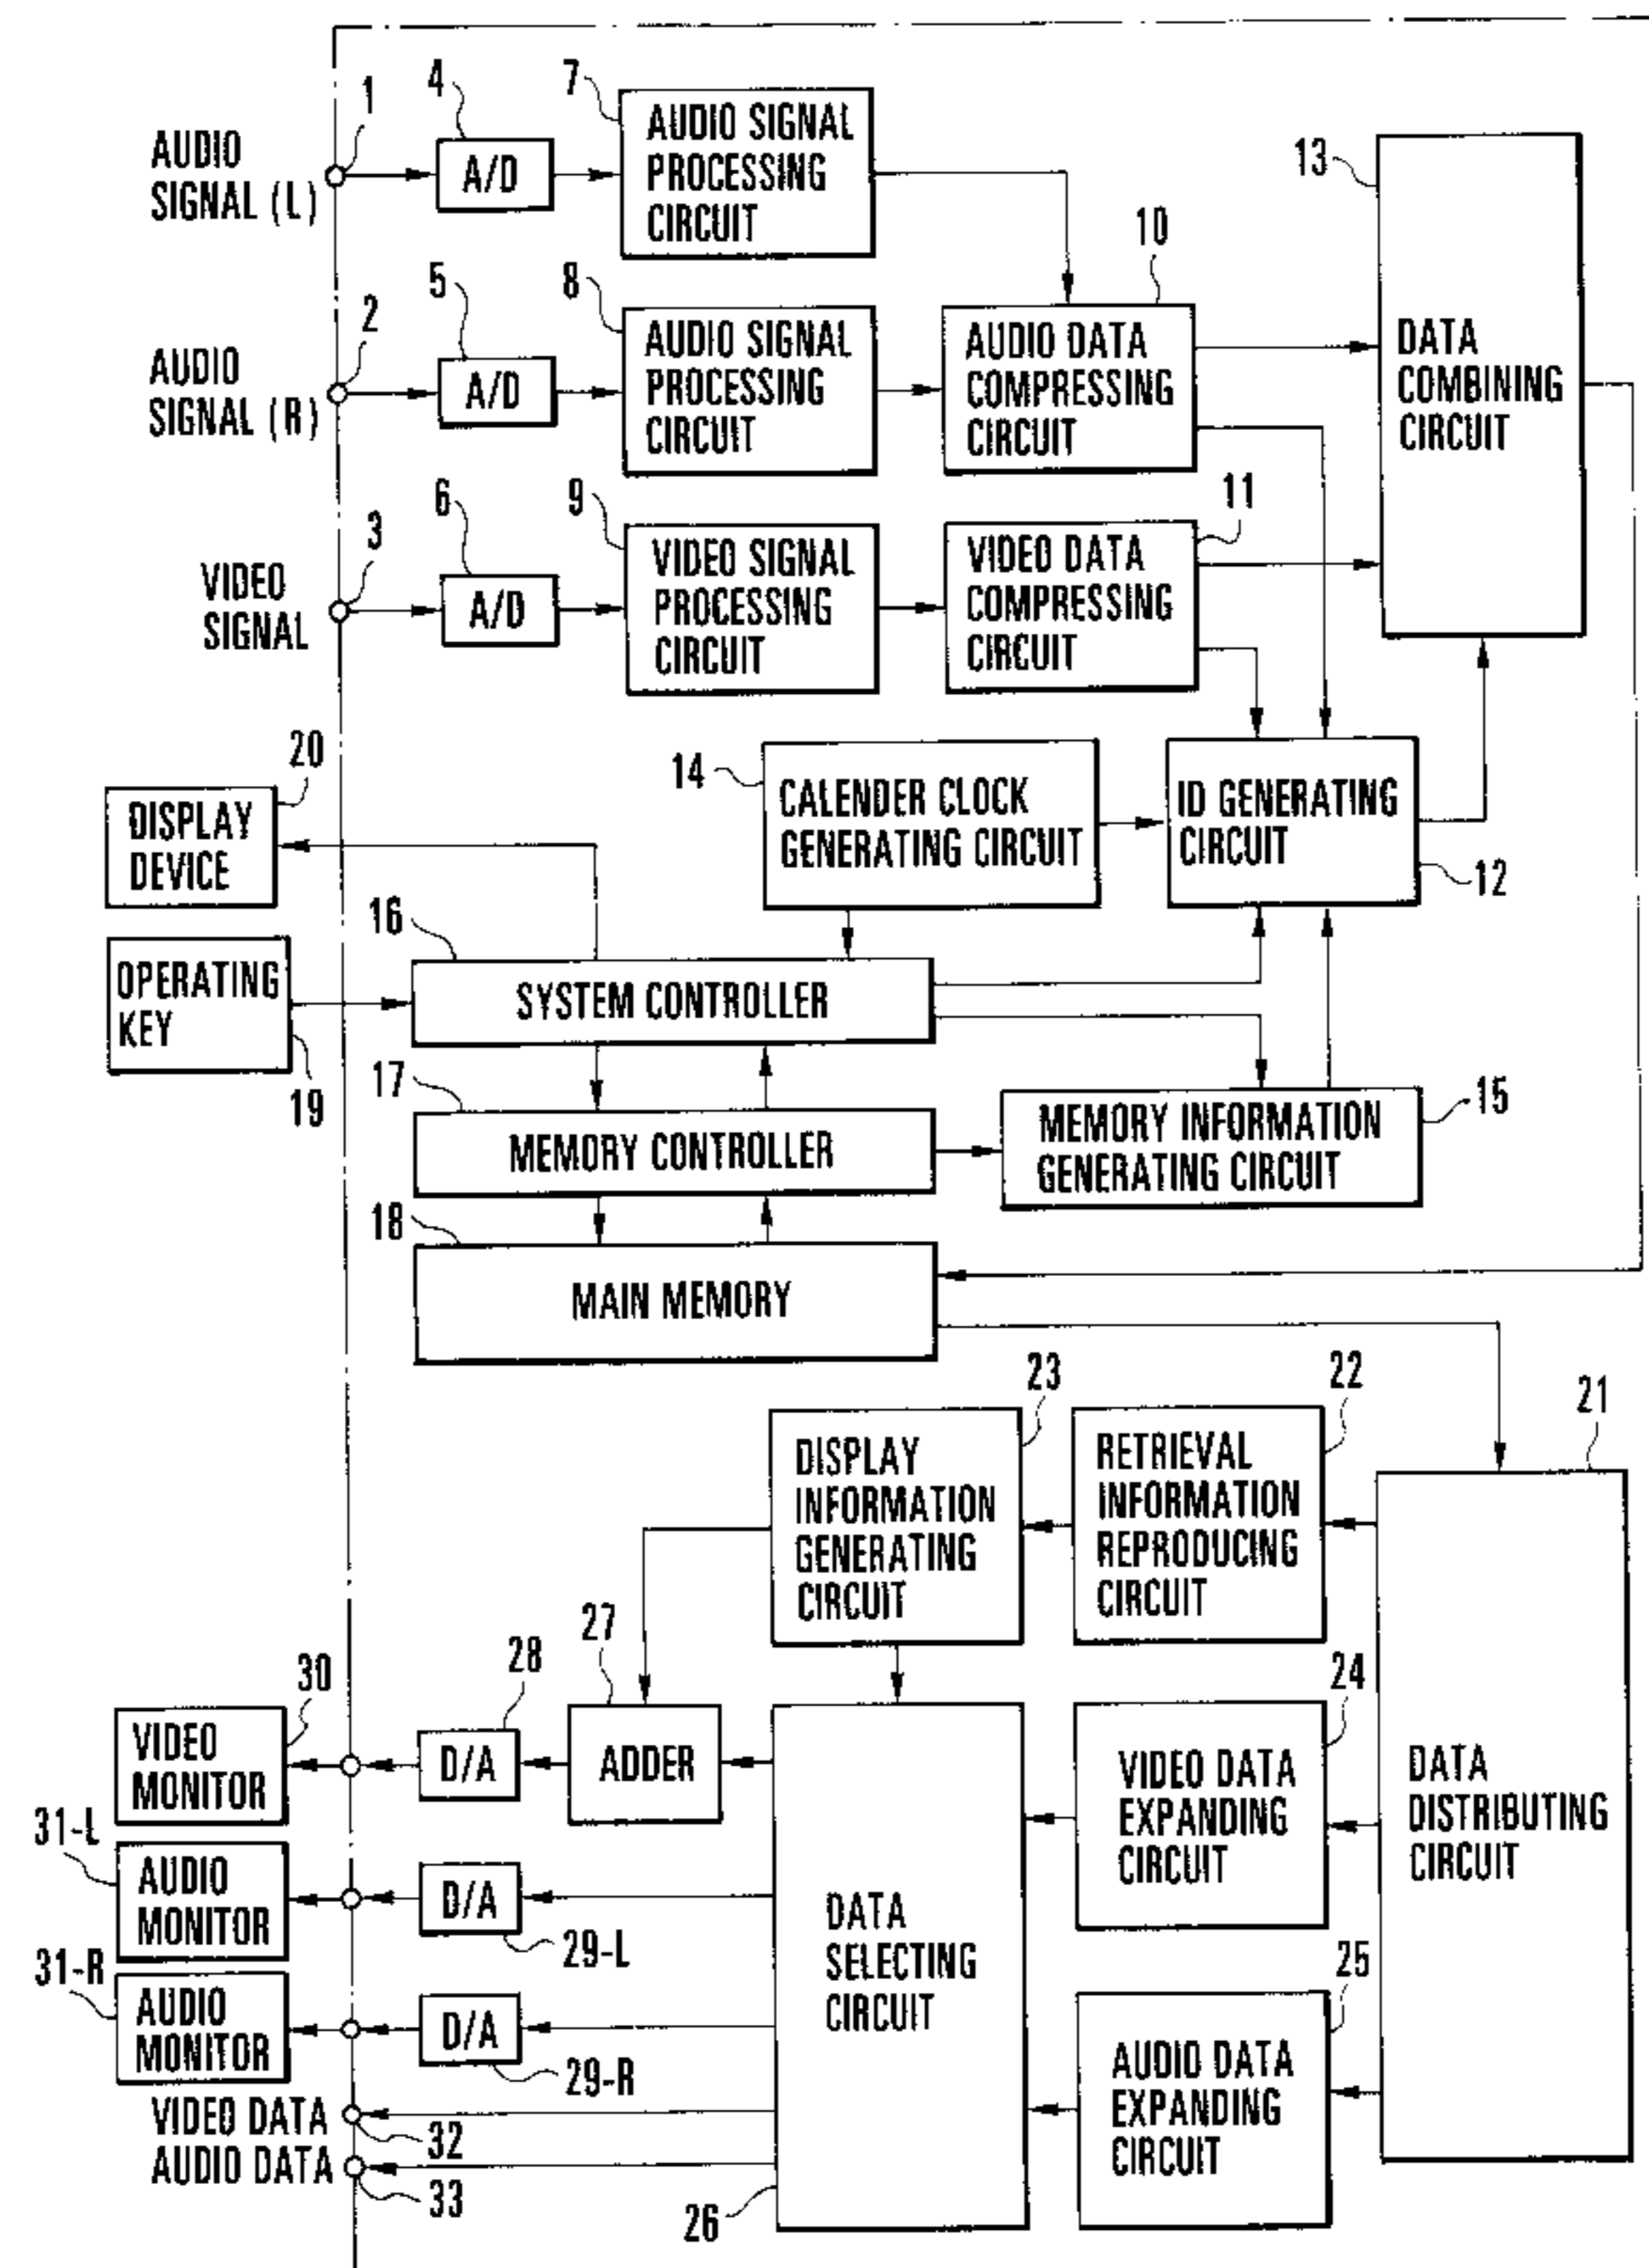 1
4
7
AUDIO SIGNAL (L)
A/D
AUDIO SIGNAL
PROCESSING
CIRCUIT
13
10
2
5
8
AUDIO
SIGNAL (R)
A/D
AUDIO SIGNAL
PROCESSING
CIRCUIT
AUDIO DATA
COMPRESSING
CIRCUIT
DATA
COMBINING
CIRCUIT
3
6
9
11
VIDEO
SIGNAL
A/D
VIDEO SIGNAL
PROCESSING
CIRCUIT
VIDEO DATA
COMPRESSING
CIRCUIT
20
14
DISPLAY
DEVICE
CALENDER CLOCK
GENERATING CIRCUIT
ID GENERATING
CIRCUIT
12
16
OPERATING
KEY
19
SYSTEM CONTROLLER
17
MEMORY CONTROLLER
15
MEMORY INFORMATION
GENERATING CIRCUIT
18
MAIN MEMORY
23
22
21
DISPLAY
INFORMATION
GENERATING
CIRCUIT
RETRIEVAL
INFORMATION
REPRODUCING
CIRCUIT
30
28
27
24
VIDEO
MONITOR
D/A
ADDER
VIDEO DATA
EXPANDING
CIRCUIT
DATA
DISTRIBUTING
CIRCUIT
31-L
AUDIO
MONITOR
D/A
29-L
DATA
SELECTING
CIRCUIT
25
31-R
AUDIO
MONITOR
D/A
29-R
AUDIO DATA
EXPANDING
CIRCUIT
VIDEO DATA
32
AUDIO DATA
33
26